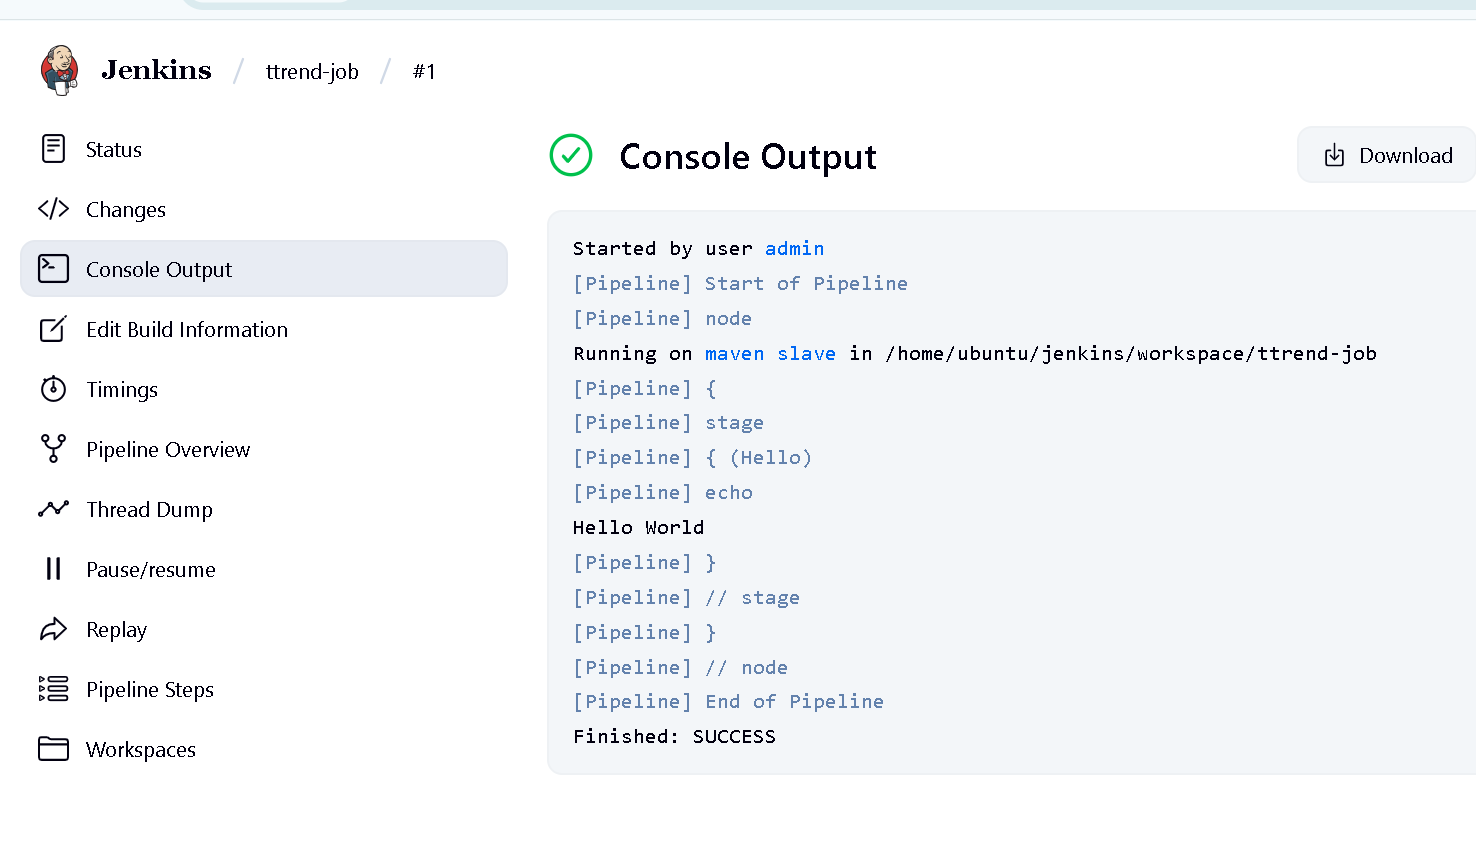 Jenkins / ttrend-job / #1
Status
Changes
Console Output
Edit Build Information
Timings
Pipeline Overview
Thread Dump
Pause/resume
Replay
Pipeline Steps
Workspaces
Console Output
Download
Started by user admin
[Pipeline] Start of Pipeline
[Pipeline] node
Running on maven slave in /home/ubuntu/jenkins/workspace/ttrend-job
[Pipeline] {
[Pipeline] stage
[Pipeline] { (Hello)
[Pipeline] echo
Hello World
[Pipeline] }
[Pipeline] // stage
[Pipeline] }
[Pipeline] // node
[Pipeline] End of Pipeline
Finished: SUCCESS